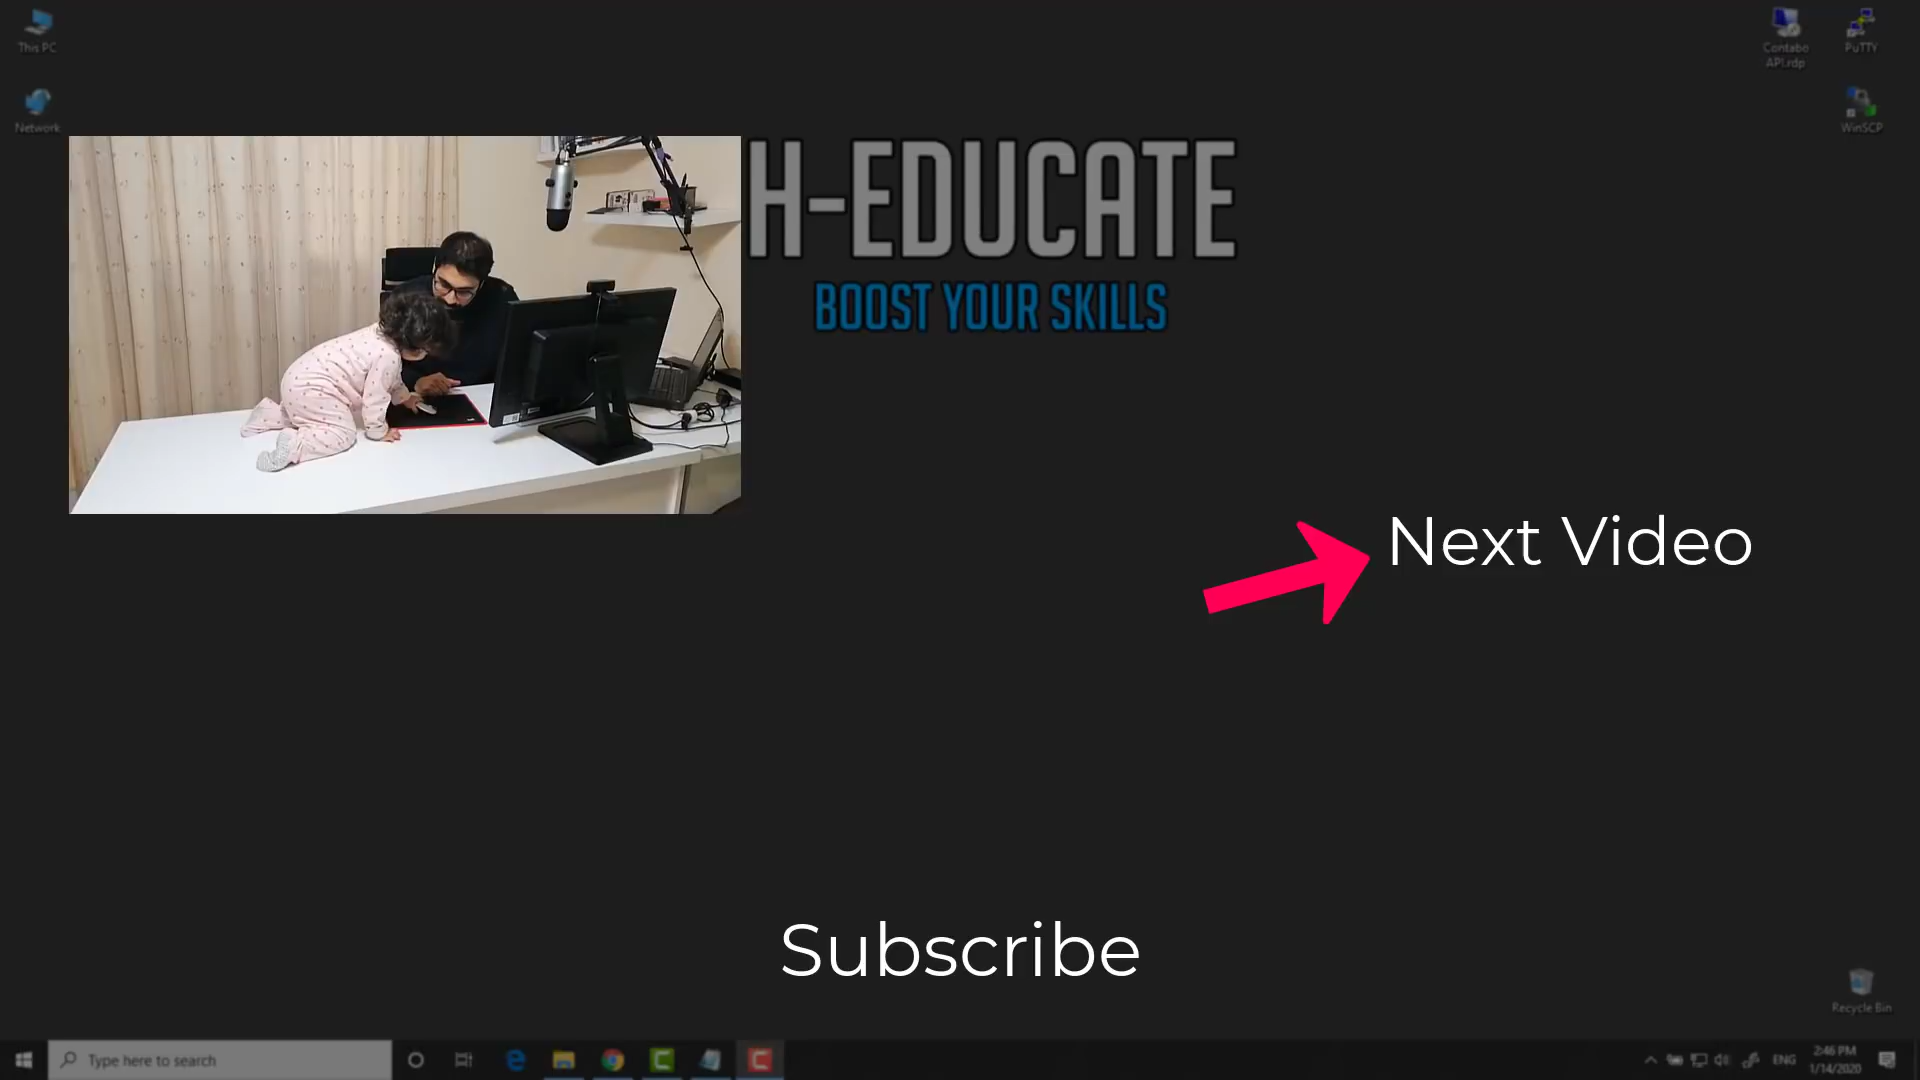 This PC
Network
Contabo
API.rdp
PuTTY
WinSCP
H-EDUCATE
BOOST YOUR SKILLS
Next Video
Subscribe
Recycle Bin
Type here to search
ENG
2:46 PM
1/14/2020